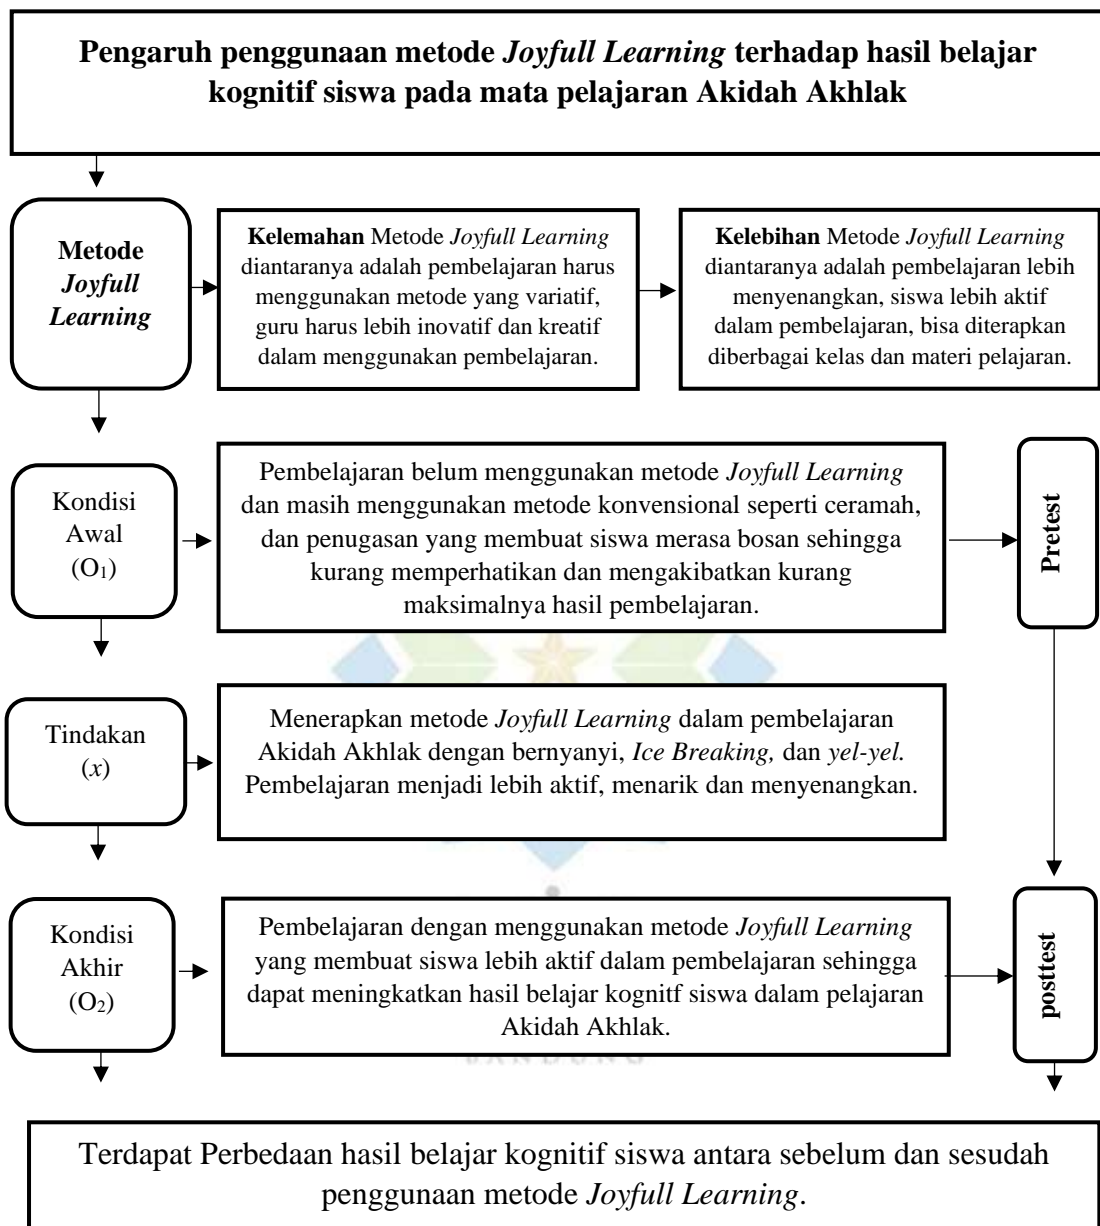 Pengaruh penggunaan metode Joyfull Learning terhadap hasil belajar
kognitif siswa pada mata pelajaran Akidah Akhlak
Metode
Joyfull
Learning
Kelemahan Metode Joyfull Learning
diantaranya adalah pembelajaran harus
menggunakan metode yang variatif,
guru harus lebih inovatif dan kreatif
dalam menggunakan pembelajaran.
Kelebihan Metode Joyfull Learning
diantaranya adalah pembelajaran lebih
menyenangkan, siswa lebih aktif
dalam pembelajaran, bisa diterapkan
diberbagai kelas dan materi pelajaran.
Kondisi
Awal
(O₁)
Pembelajaran belum menggunakan metode Joyfull Learning
dan masih menggunakan metode konvensional seperti ceramah,
dan penugasan yang membuat siswa merasa bosan sehingga
kurang memperhatikan dan mengakibatkan kurang
maksimalnya hasil pembelajaran.
Pretest
Tindakan
(x)
Menerapkan metode Joyfull Learning dalam pembelajaran
Akidah Akhlak dengan bernyanyi, Ice Breaking, dan yel-yel.
Pembelajaran menjadi lebih aktif, menarik dan menyenangkan.
Kondisi
Akhir
(O₂)
Pembelajaran dengan menggunakan metode Joyfull Learning
yang membuat siswa lebih aktif dalam pembelajaran sehingga
dapat meningkatkan hasil belajar kognitf siswa dalam pelajaran
Akidah Akhlak.
posttest
BANDUNG
Terdapat Perbedaan hasil belajar kognitif siswa antara sebelum dan sesudah
penggunaan metode Joyfull Learning.